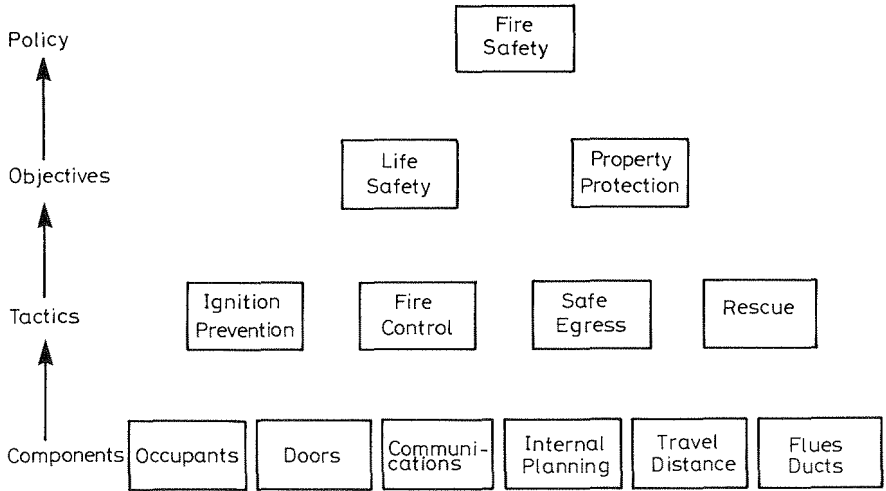 Policy
Fire
Safety
Objectives
Life
Safety
Property
Protection
Tactics
Ignition
Prevention
Fire
Control
Safe
Egress
Rescue
Components
Occupants
Doors
Communi-
cations
Internal
Planning
Travel
Distance
Flues
Ducts